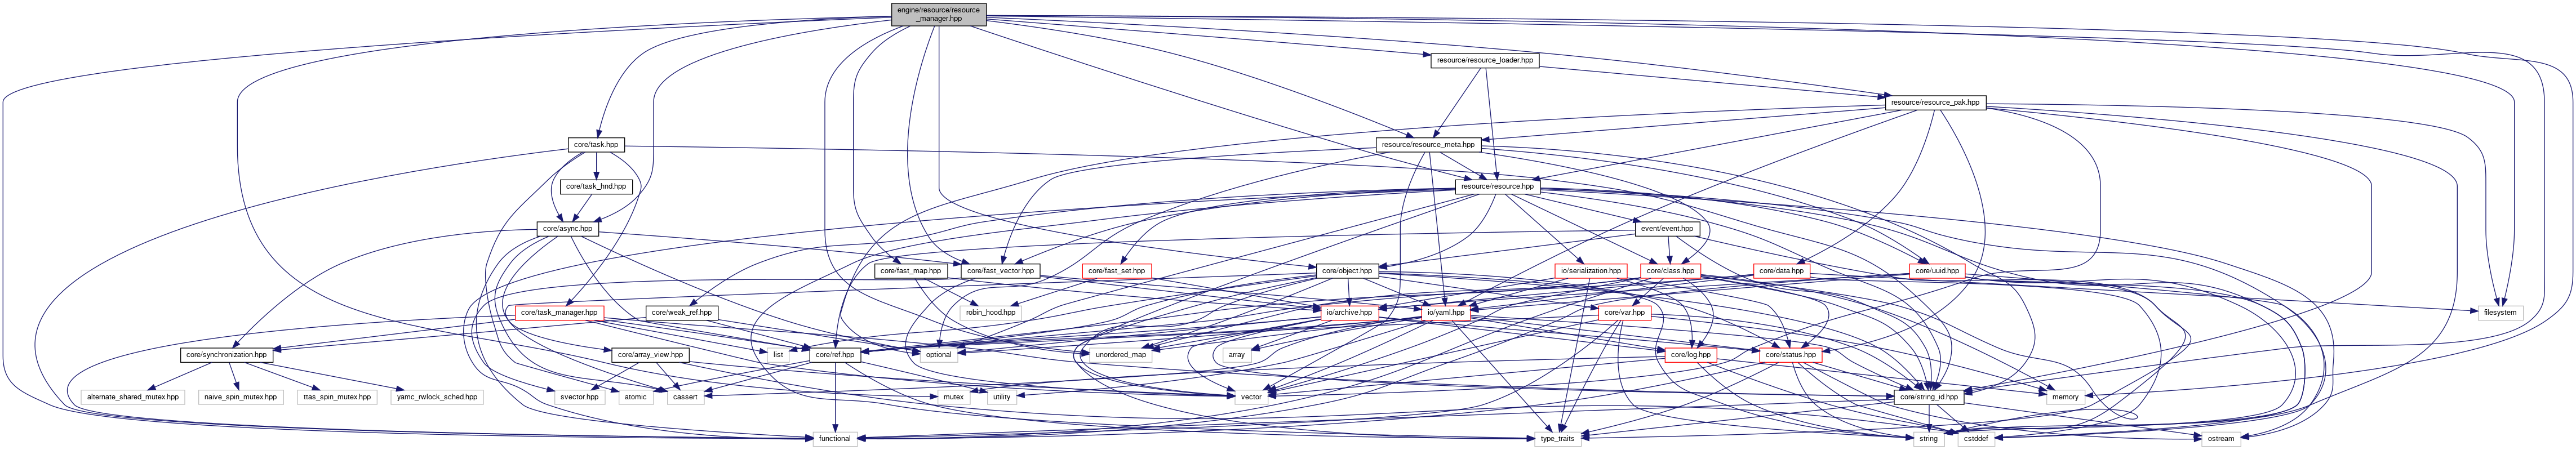 engine/resource/resource
_manager.hpp
resource/resource_loader.hpp
resource/resource_pak.hpp
core/task.hpp
resource/resource_meta.hpp
core/task_hnd.hpp
resource/resource.hpp
core/async.hpp
event/event.hpp
core/fast_map.hpp
core/fast_vector.hpp
core/fast_set.hpp
core/object.hpp
io/serialization.hpp
core/class.hpp
core/data.hpp
core/uuid.hpp
core/task_manager.hpp
core/weak_ref.hpp
robin_hood.hpp
io/archive.hpp
io/yaml.hpp
core/var.hpp
filesystem
core/synchronization.hpp
core/array_view.hpp
list
core/ref.hpp
optional
unordered_map
array
core/log.hpp
core/status.hpp
alternate_shared_mutex.hpp
naive_spin_mutex.hpp
ttas_spin_mutex.hpp
yamc_rwlock_sched.hpp
svector.hpp
atomic
cassert
mutex
utility
vector
core/string_id.hpp
memory
functional
type_traits
string
cstddef
ostream